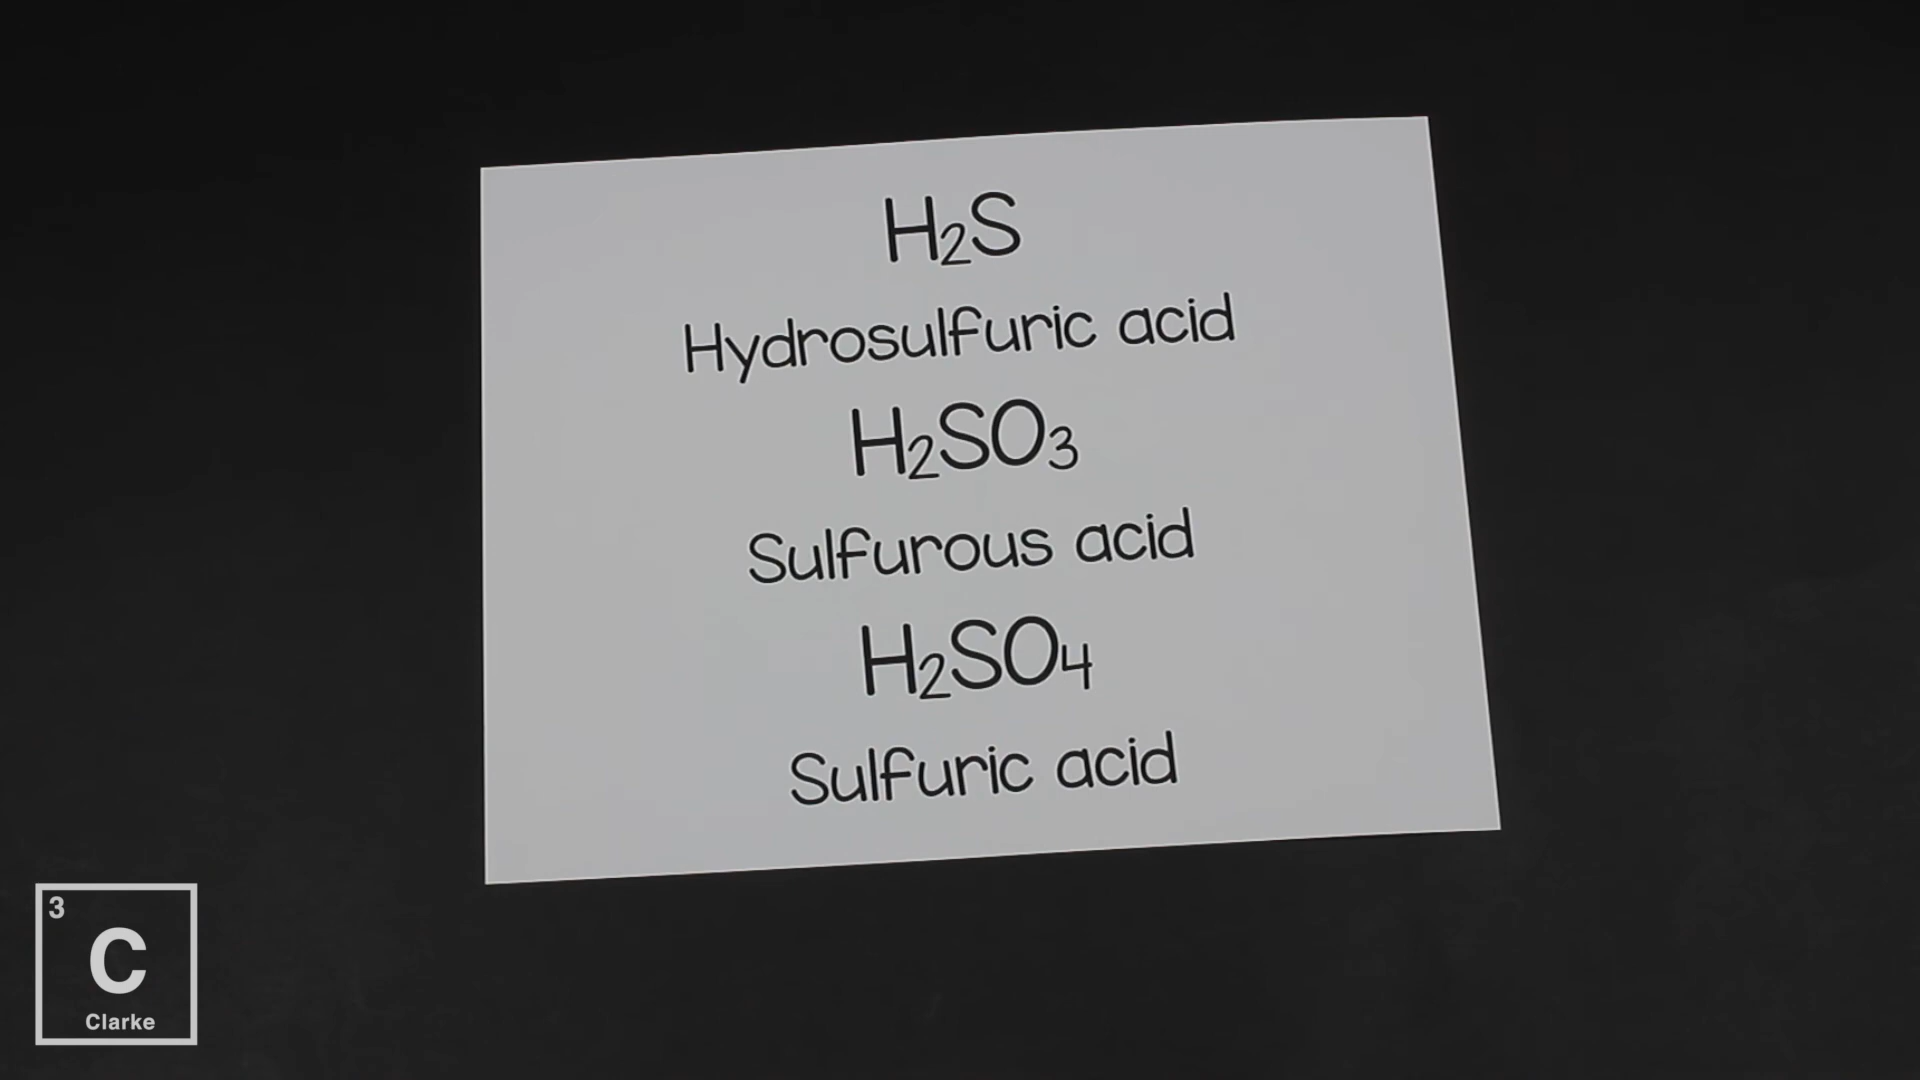 H₂S
Hydrosulfuric acid
H₂SO₃
Sulfurous acid
H₂SO₄
Sulfuric acid
3
C
Clarke